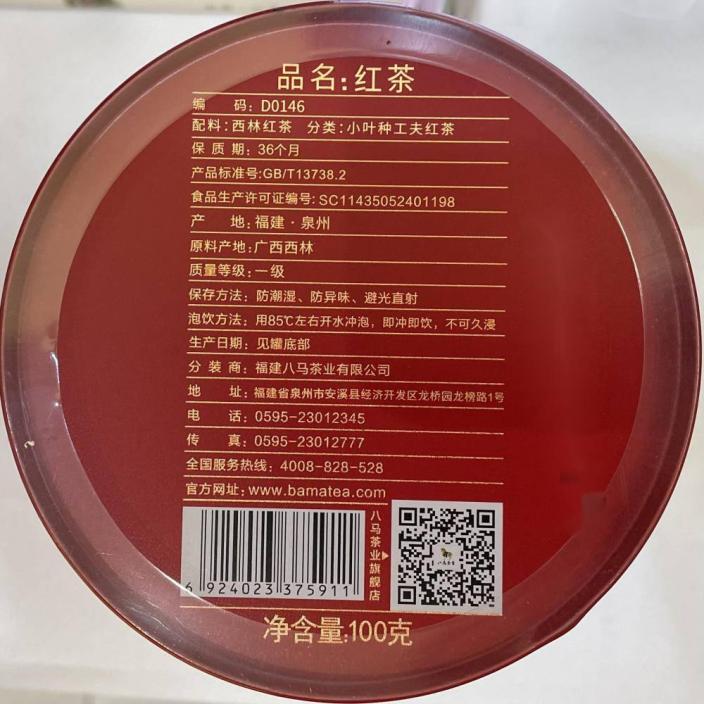 品名:红茶
编 码: D0146
配料: 西林红茶 分类: 小叶种工夫红茶
保 质 期: 36个月
产品标准号:GB/T13738.2
食品生产许可证编号: SC11435052401198
产 地: 福建·泉州
原料产地: 广西西林
质量等级: 一级
保存方法: 防潮湿、防异味、避光直射
泡饮方法: 用85℃左右开水冲泡,即冲即饮,不可久浸
生产日期: 见罐底部
分 装 商: 福建八马茶业有限公司
地 址: 福建省泉州市安溪县经济开发区龙桥园龙榜路1号
电 话: 0595-23012345
传 真: 0595-23012777
全国服务热线: 4008-828-528
官方网址: www.bamatea.com
6 924023 375911
八马茶业旗舰店
净含量:100克